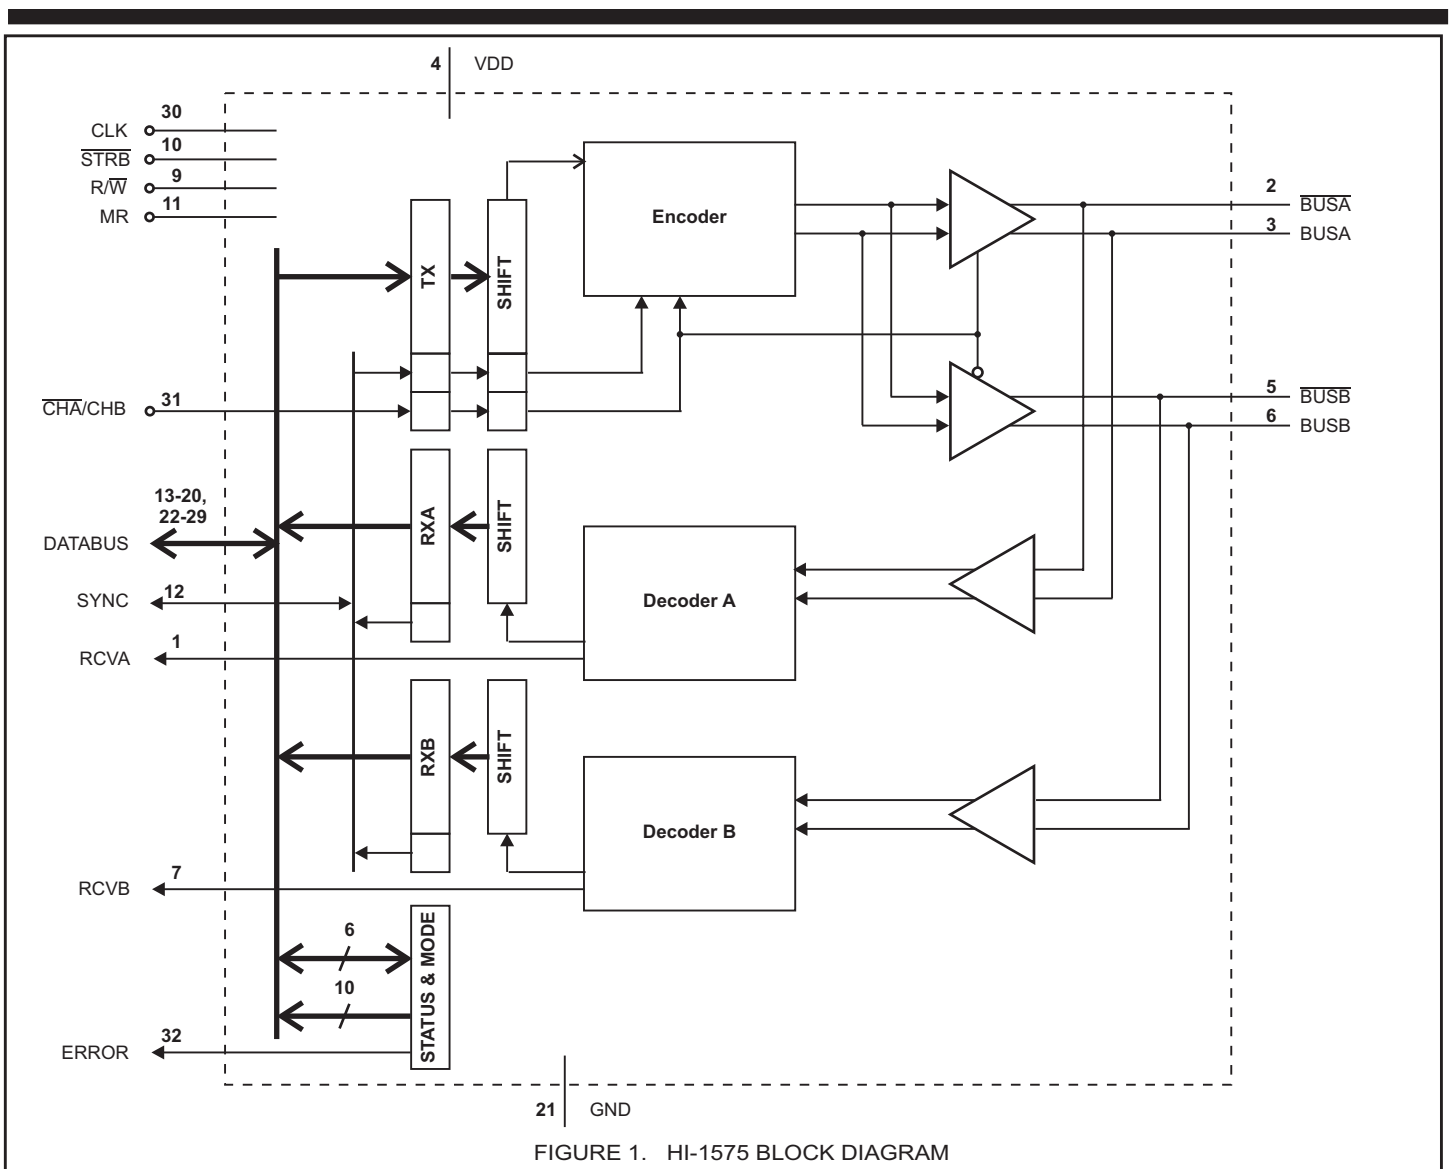 4 VDD
30
CLK
10
STRB
9
R/W
11
MR
TX
SHIFT
Encoder
2
BUSA
3
BUSA
31
CHA/CHB
5
BUSB
6
BUSB
13-20,
22-29
DATABUS
RXA
SHIFT
Decoder A
12
SYNC
1
RCVA
RXB
SHIFT
Decoder B
7
RCVB
6
10
STATUS & MODE
32
ERROR
21 GND
FIGURE 1. HI-1575 BLOCK DIAGRAM